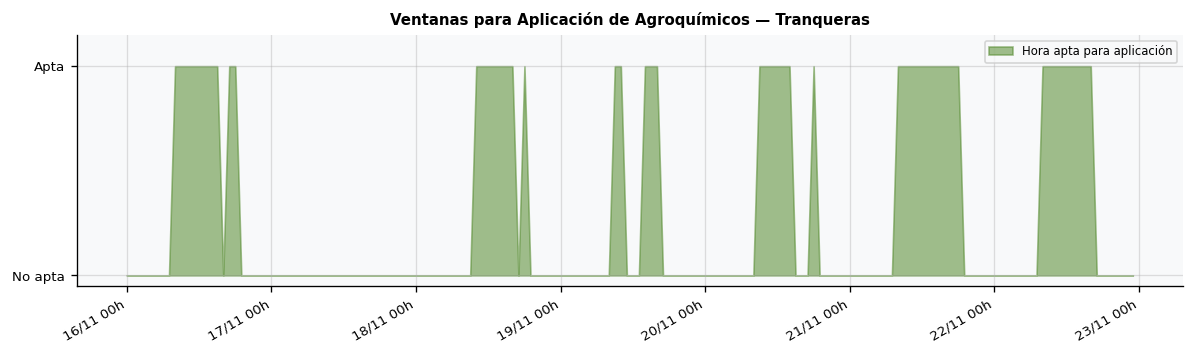 Ventanas para Aplicación de Agroquímicos — Tranqueras
Hora apta para aplicación
Apta
No apta
16/11 00h
17/11 00h
18/11 00h
19/11 00h
20/11 00h
21/11 00h
22/11 00h
23/11 00h